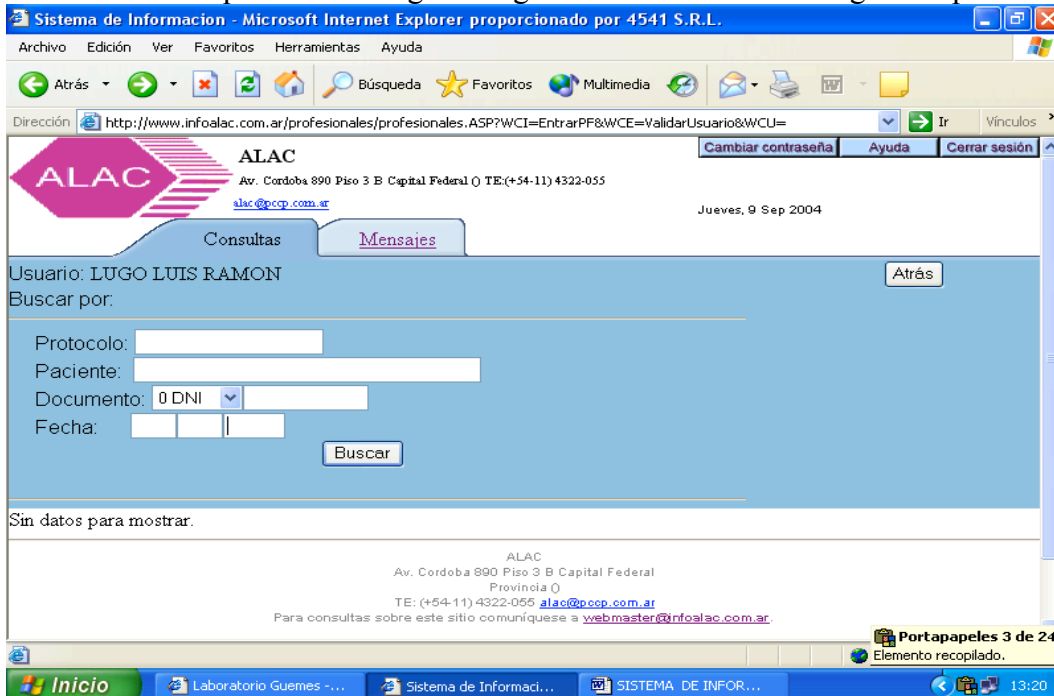 Sistema de Informacion - Microsoft Internet Explorer proporcionado por 4541 S.R.L.
Archivo Edición Ver Favoritos Herramientas Ayuda
Atrás Búsqueda Favoritos Multimedia
Dirección http://www.infoalac.com.ar/profesionales/profesionales.ASP?WCI=EntrarPF&WCE=ValidarUsuario&WCU= Ir Vínculos
Cambiar contraseña Ayuda Cerrar sesión
ALAC
ALAC
Av. Cordoba 890 Piso 3 B Capital Federal () TE:(+54-11) 4322-055
alac@pccp.com.ar
Jueves, 9 Sep 2004
Consultas Mensajes
Usuario: LUGO LUIS RAMON Atrás
Buscar por:
Protocolo:
Paciente:
Documento: 0 DNI
Fecha:
Buscar
Sin datos para mostrar.
ALAC
Av. Cordoba 890 Piso 3 B Capital Federal
Provincia ()
TE: (+54-11) 4322-055 alac@pccp.com.ar
Para consultas sobre este sitio comuníquese a webmaster@infoalac.com.ar.
Portapapeles 3 de 24
Elemento recopilado.
Inicio Laboratorio Guemes -... Sistema de Informaci... SISTEMA DE INFOR... 13:20